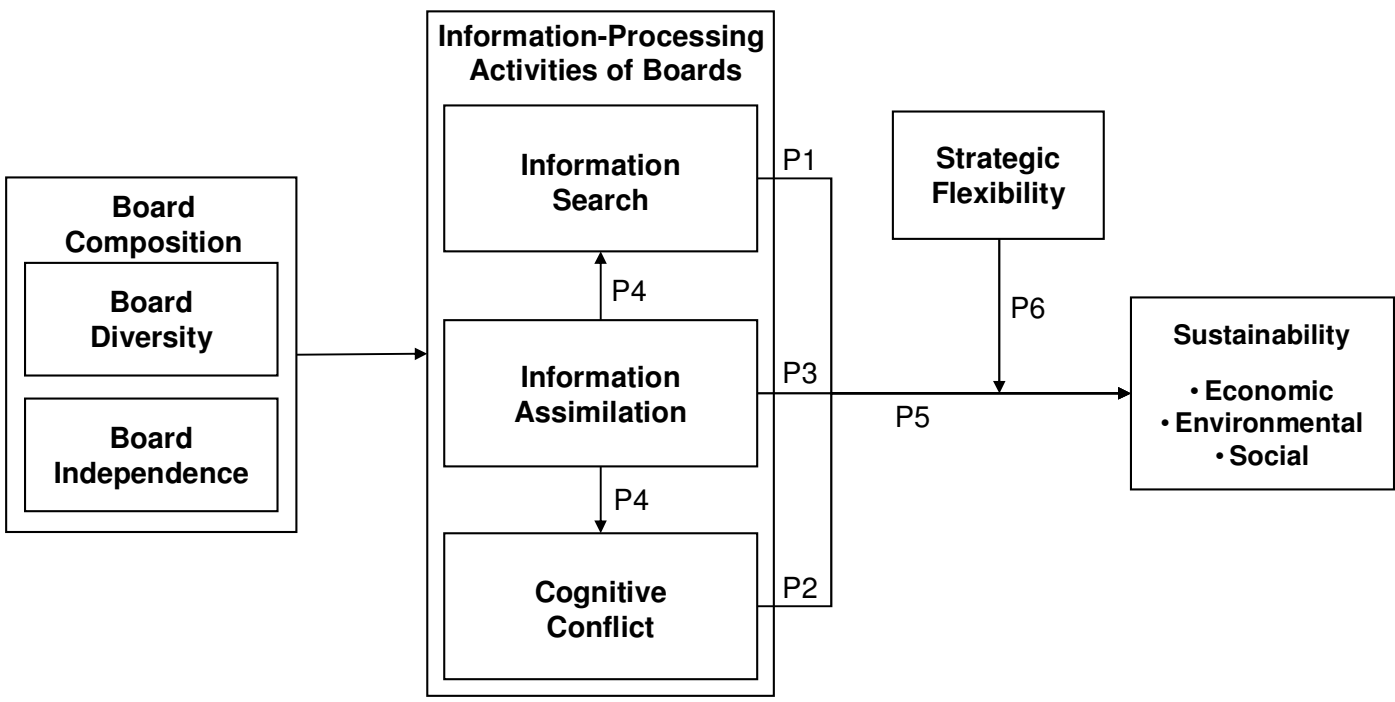 Board
Composition
Board
Diversity
Board
Independence
Information-Processing
Activities of Boards
Information
Search
P4
Information
Assimilation
P4
Cognitive
Conflict
P1
P3
P2
P5
Strategic
Flexibility
P6
Sustainability
• Economic
• Environmental
• Social